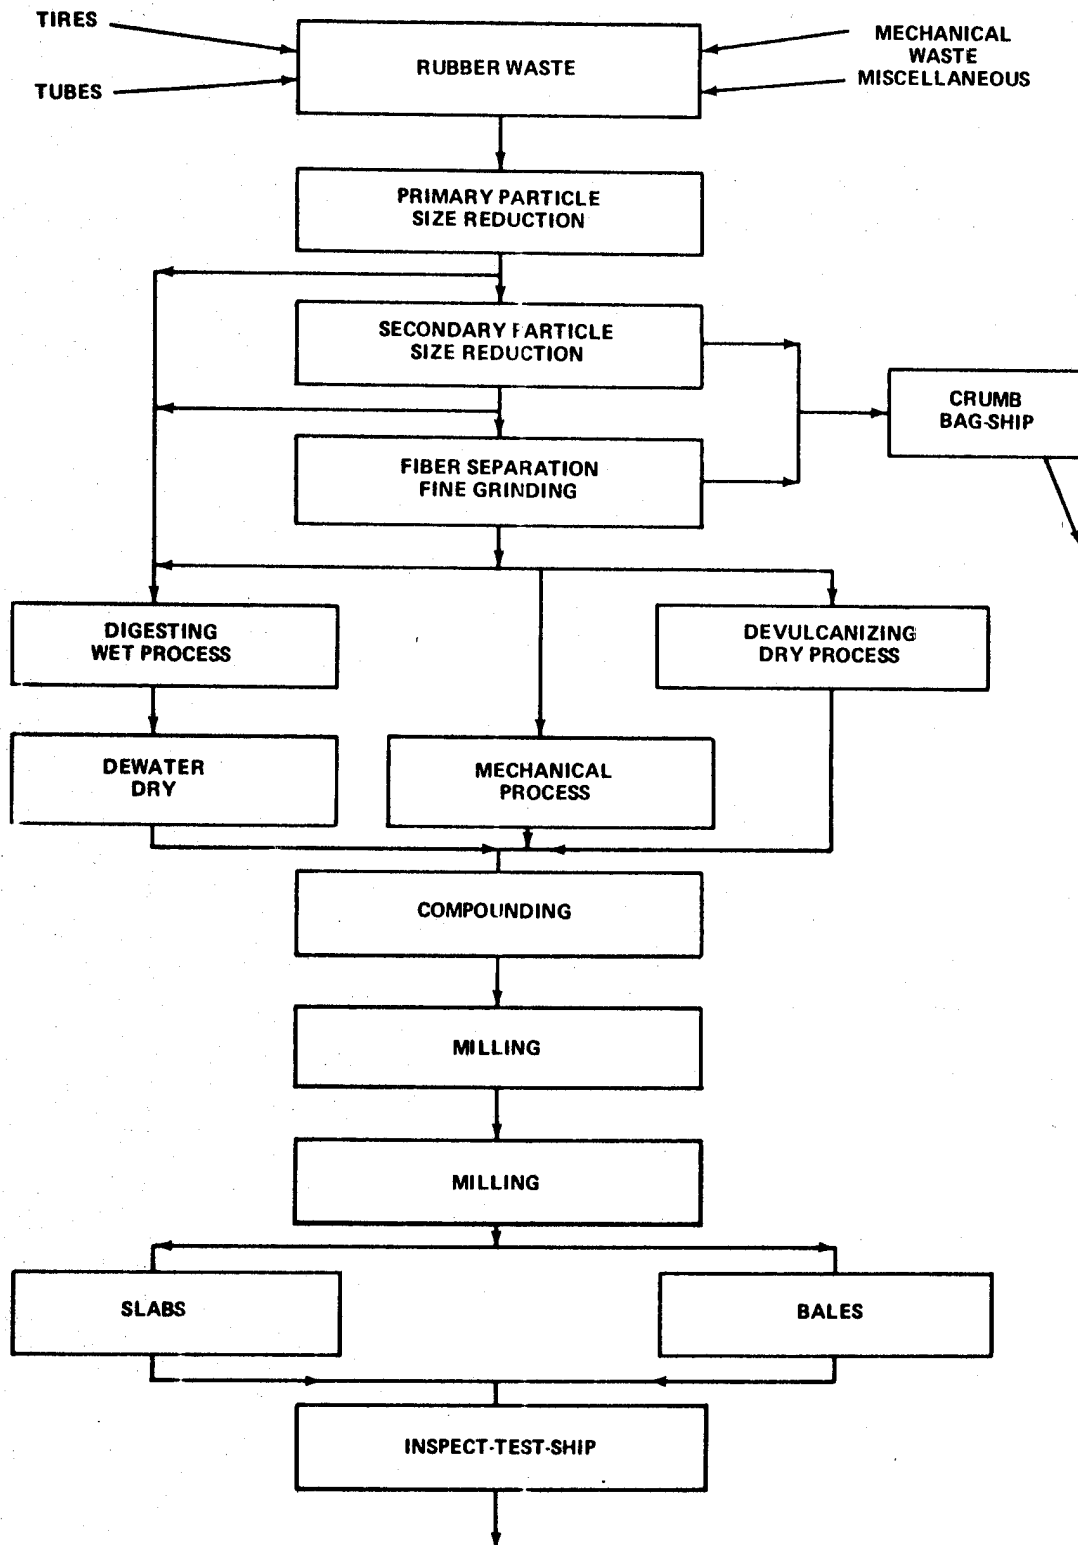 TIRES
TUBES
RUBBER WASTE
MECHANICAL
WASTE
MISCELLANEOUS
PRIMARY PARTICLE
SIZE REDUCTION
SECONDARY PARTICLE
SIZE REDUCTION
CRUMB
BAG-SHIP
FIBER SEPARATION
FINE GRINDING
DIGESTING
WET PROCESS
DEVULCANIZING
DRY PROCESS
DEWATER
DRY
MECHANICAL
PROCESS
COMPOUNDING
MILLING
MILLING
SLABS
BALES
INSPECT-TEST-SHIP